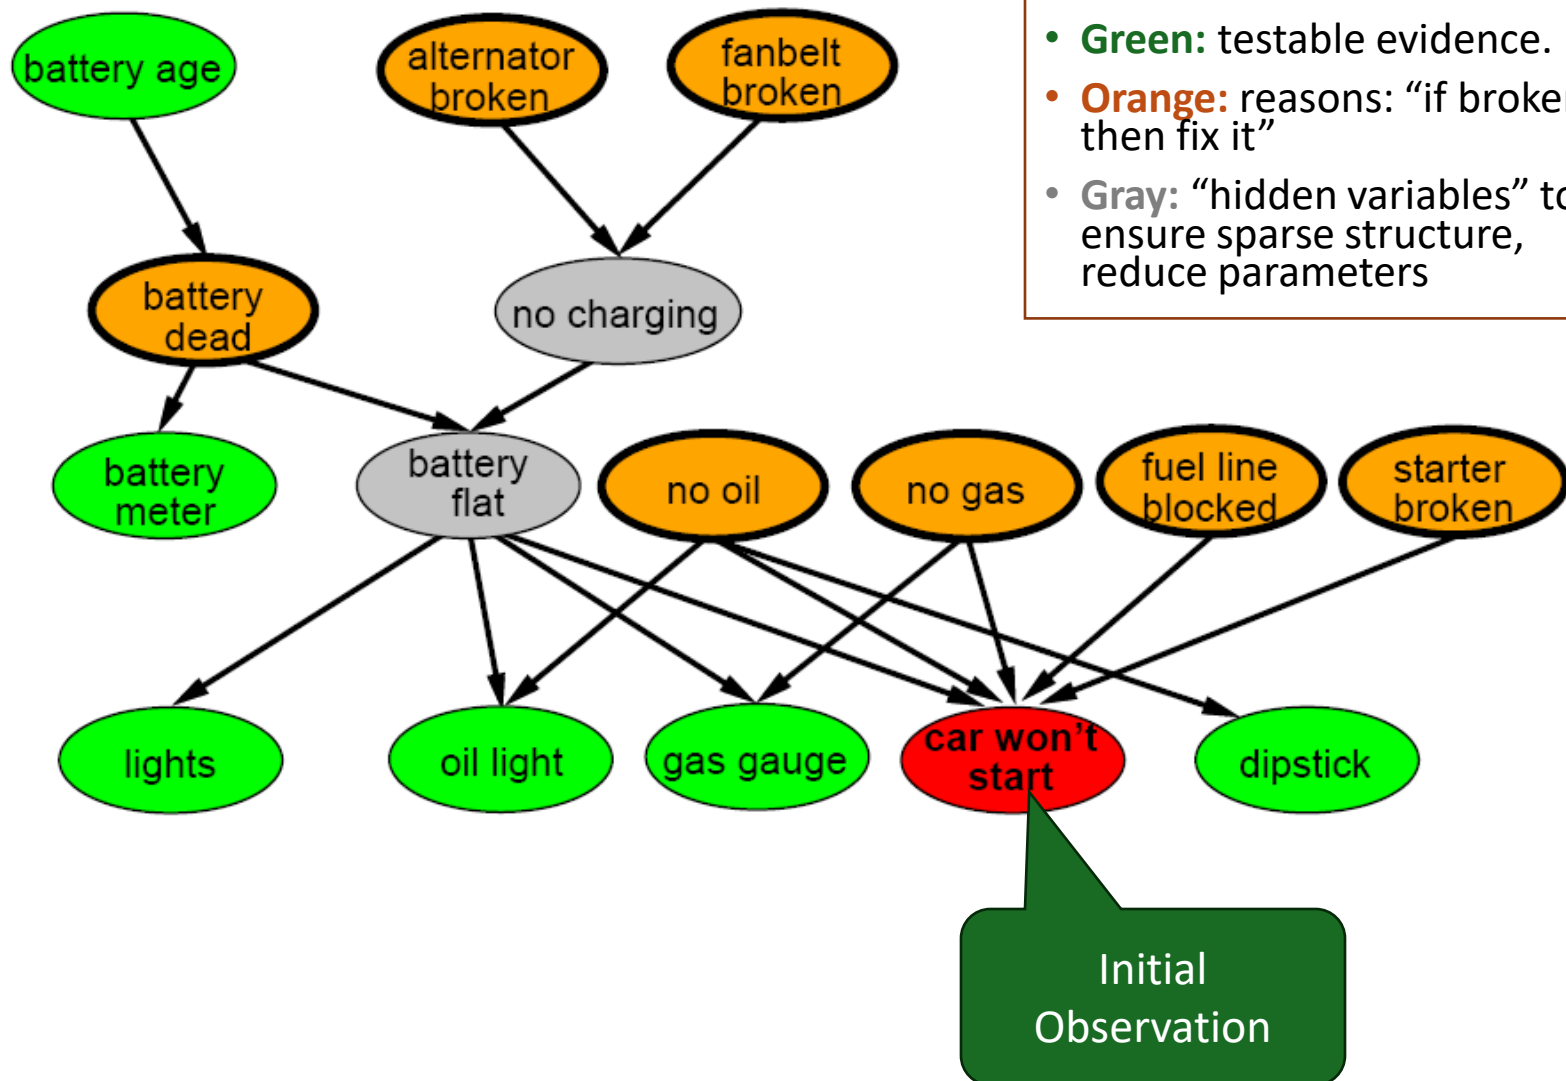 battery age
alternator
broken
fanbelt
broken
• Green: testable evidence.
• Orange: reasons: “if broken
then fix it”
• Gray: “hidden variables” to
ensure sparse structure,
reduce parameters
battery
dead
no charging
battery
meter
battery
flat
no oil
no gas
fuel line
blocked
starter
broken
lights
oil light
gas gauge
car won't
start
dipstick
Initial
Observation